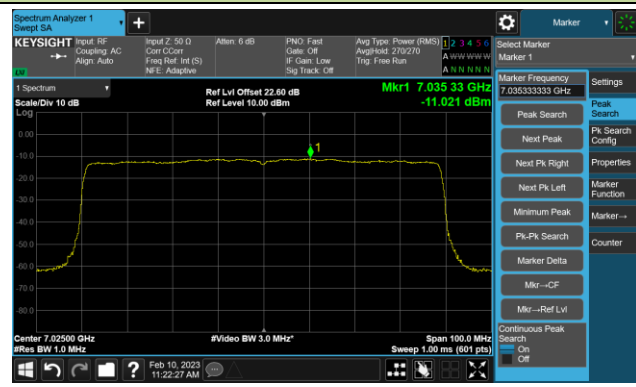 Spectrum Analyzer 1
Swept SA
Marker
KEYSIGHT
Input: RF
Coupling: AC
Align: Auto
Input Z: 50 Ω
Corr CCorr
Freq Ref: Int (S)
NFE: Adaptive
Atten: 6 dB
PNO: Fast
Gate: Off
IF Gain: Low
Sig Track: Off
Avg Type: Power (RMS)
Avg|Hold: 270/270
Trig: Free Run
1 2 3 4 5 6
A W W W W W
A N N N N N
LW
Select Marker
Marker 1
1 Spectrum
Scale/Div 10 dB
Log
Ref Lvl Offset 22.60 dB
Ref Level 10.00 dBm
Mkr1 7.035 33 GHz
-11.021 dBm
0.00
-10.0
-20.0
-30.0
-40.0
-50.0
-60.0
-70.0
-80.0
1
Center 7.02500 GHz
#Res BW 1.0 MHz
#Video BW 3.0 MHz*
Span 100.0 MHz
Sweep 1.00 ms (601 pts)
Marker Frequency
7.035333333 GHz
Peak Search
Next Peak
Next Pk Right
Next Pk Left
Minimum Peak
Pk-Pk Search
Marker Delta
Mkr→CF
Mkr→Ref Lvl
Continuous Peak
Search
On
Off
Settings
Peak
Search
Pk Search
Config
Properties
Marker
Function
Marker→
Counter
Feb 10, 2023
11:22:27 AM